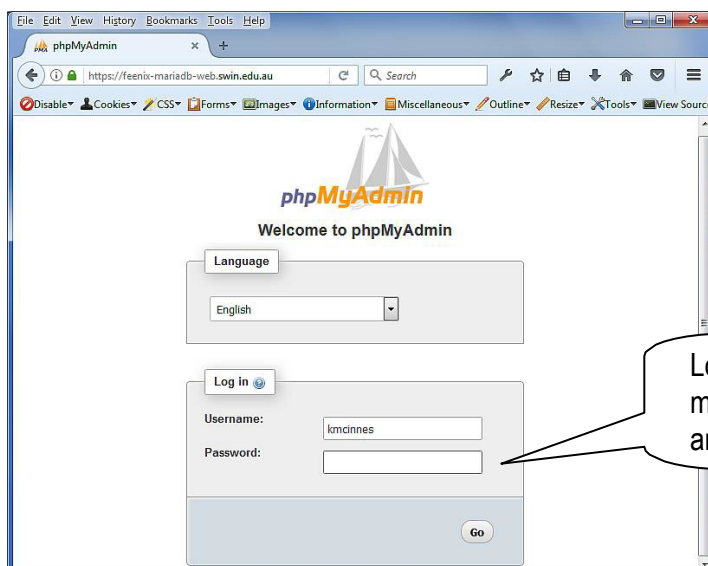 File Edit View History Bookmarks Tools Help
phpMyAdmin
https://feenix-mariadb-web.swin.edu.au
Search
Disable Cookies CSS Forms Images Information Miscellaneous Outline Resize Tools View Source
phpMyAdmin
Welcome to phpMyAdmin
Language
English
Log in
Username:
kmcinnes
Password:
Go